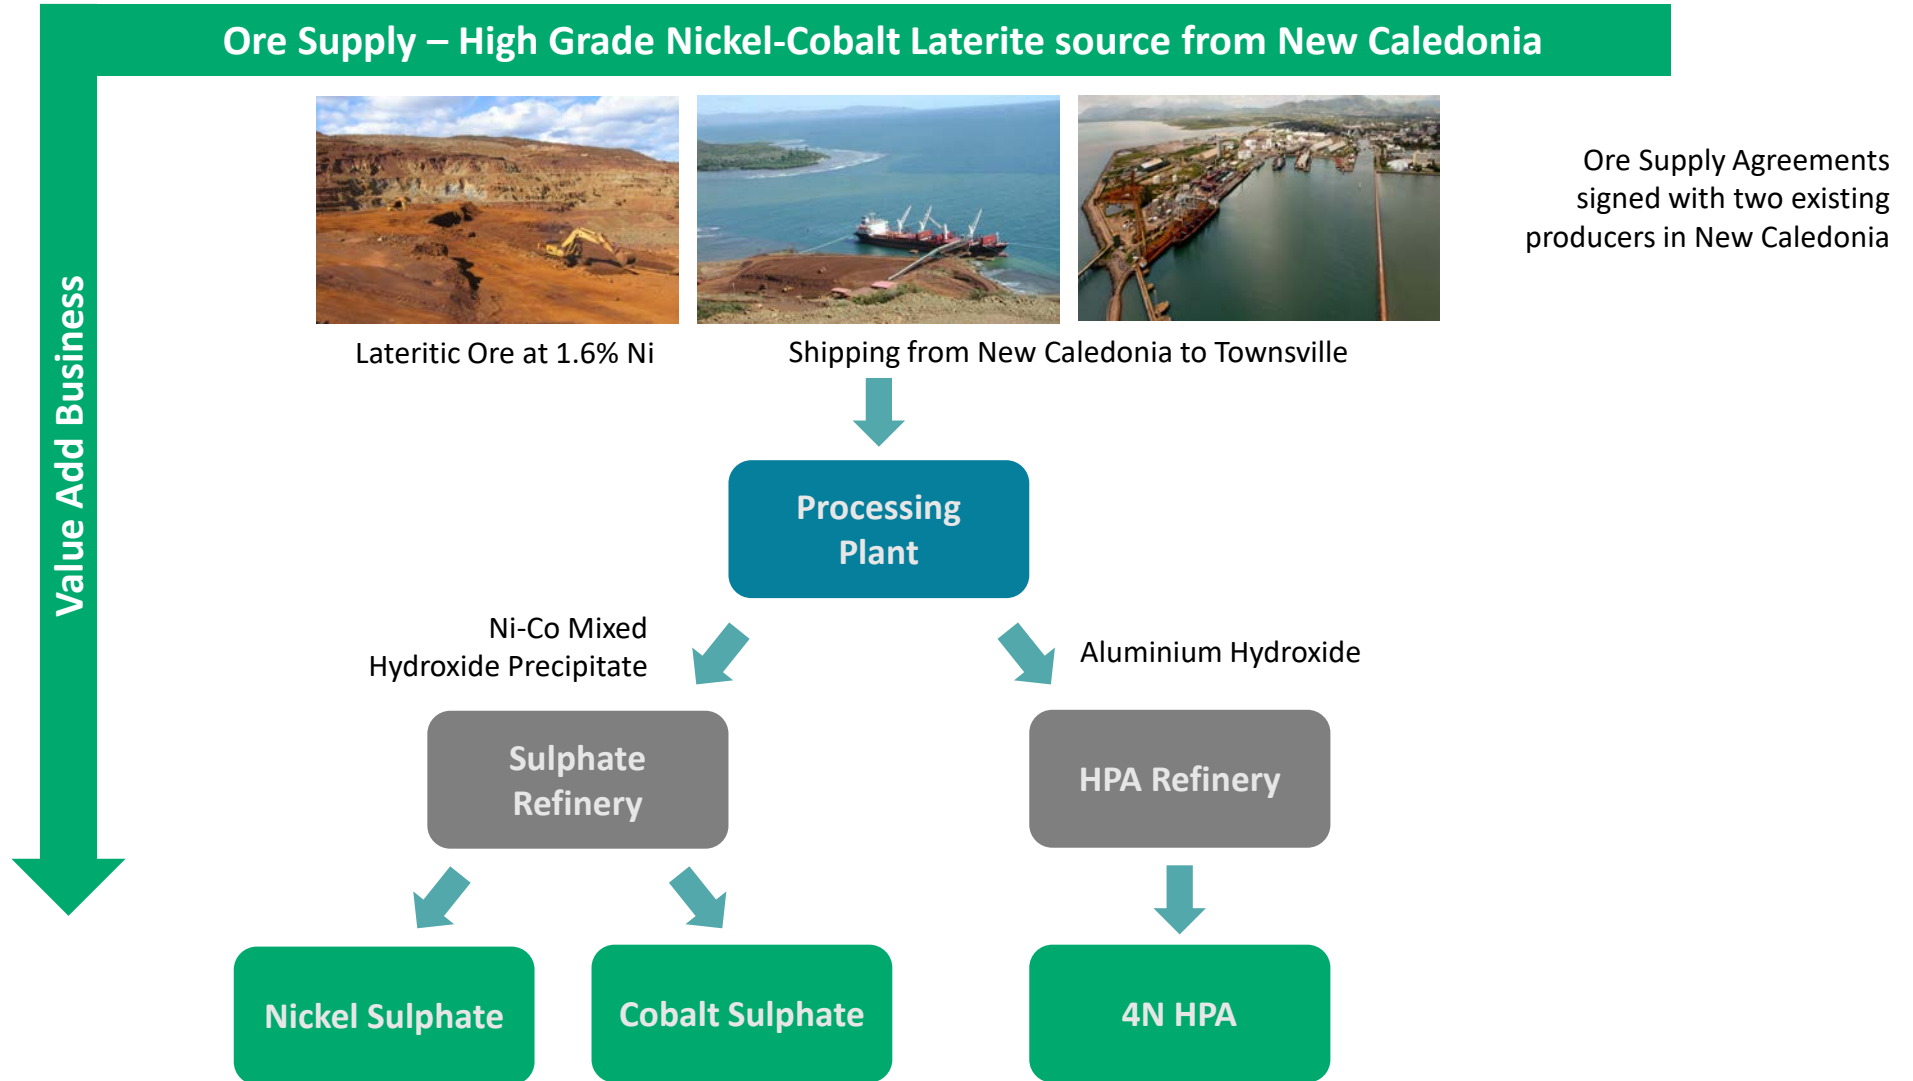 Ore Supply – High Grade Nickel-Cobalt Laterite source from New Caledonia
Value Add Business
Ore Supply Agreements
signed with two existing
producers in New Caledonia
Lateritic Ore at 1.6% Ni
Shipping from New Caledonia to Townsville
Processing
Plant
Ni-Co Mixed
Hydroxide Precipitate
Aluminium Hydroxide
Sulphate
Refinery
HPA Refinery
Nickel Sulphate
Cobalt Sulphate
4N HPA